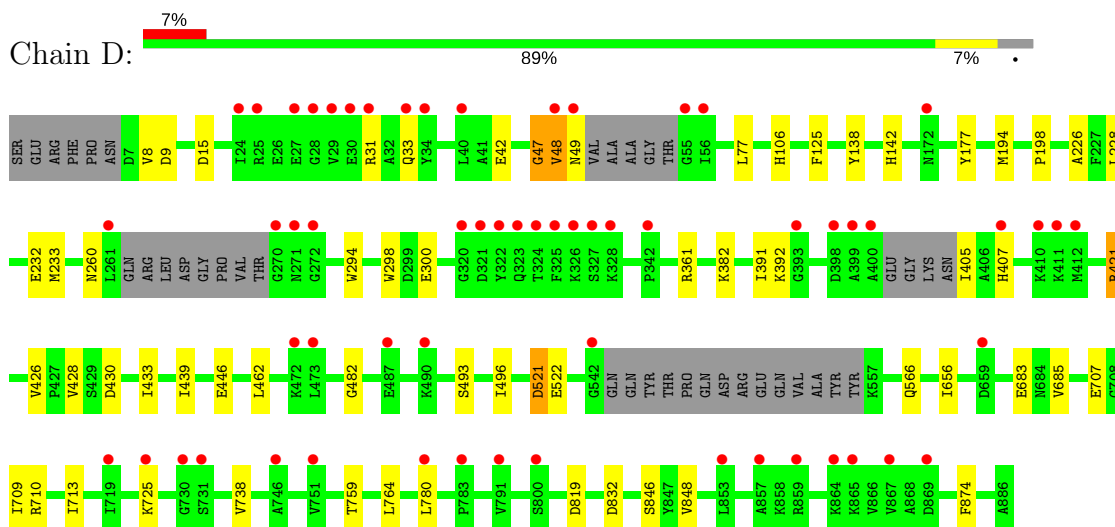 7%
Chain D:
89% 7% •
SER GLU ARG PHE PRO ASN D7 V8 D9 D15 I24 R25 E26 E27 G28 V29 E30 R31 A32 Q33 Y34 L40 A41 E42 G47 V48 N49 VAL ALA ALA GLY THR G55 I56 L77 H106 F125 Y138 H142 N172 Y177 M194 P198 A226 F227
E232 M233 N260 L261 GLN ARG LEU ASP GLY PRO VAL THR G270 N271 G272 W294 W298 D299 E300 G320 D321 Y322 Q323 T324 F325 K326 S327 K328 P342 R361 K382 I391 K392 G393 D398 A399 A400 GLU GLY LYS ASN I405 A406 H407 K410 K411 M412
V426 P427 V428 S429 D430 I433 I439 E446 L462 K472 L473 G482 E487 K490 S493 I496 D521 E522 G542 GLN GLN TYR THR PRO GLN ASP ARG GLU GLN VAL ALA TYR TYR K557 Q566 I656 D659 E683 N684 V685 E707
I709 R710 I713 I719 K725 G730 S731 V738 A746 V751 T759 L764 L780 P783 V791 S800 D819 D832 S846 Y847 V848 L853 A857 K858 R859 K864 K865 V866 V867 A868 D869 F874 A886